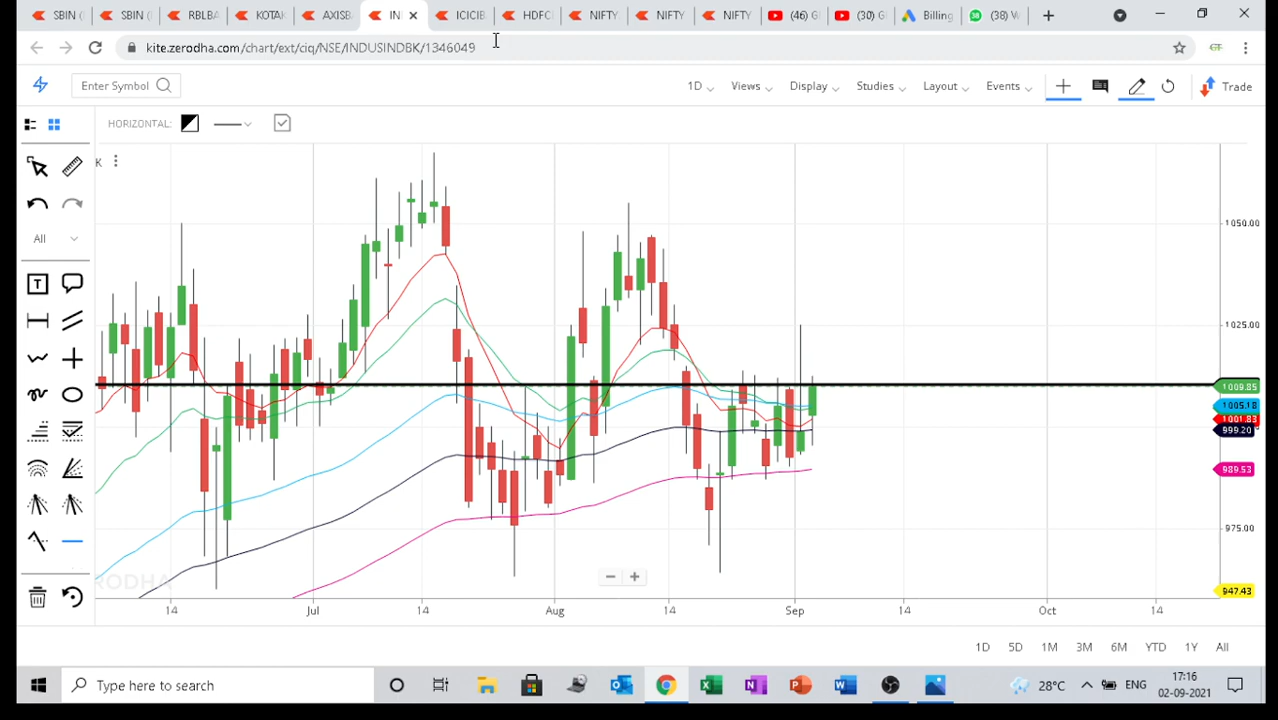 SBIN (
SBIN (
RBLBA
KOTAK
AXISB
IN
ICICIB
HDFC
NIFTY
NIFTY
NIFTY
(46) G
(30) G
Billing
(38) W
kite.zerodha.com/chart/ext/ciq/NSE/INDUSINDBK/1346049
Enter Symbol
1D
Views
Display
Studies
Layout
Events
Trade
HORIZONTAL:
K
All
T
1050.00
1025.00
1009.85
1005.18
1001.83
999.20
989.53
975.00
947.43
14
Jul
14
Aug
14
Sep
14
Oct
14
1D
5D
1M
3M
6M
YTD
1Y
All
Type here to search
28°C
ENG
17:16
02-09-2021